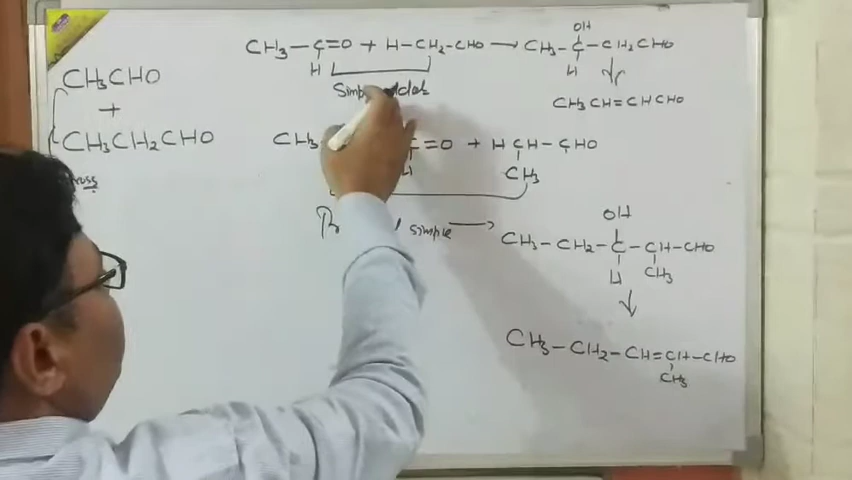 CH₃CHO
+
CH₃CH₂CHO
CH₃-C=O + H-CH₂-CHO → CH₃-C-CH₂CHO
H
OH
H
CH₃CH=CHCHO
CH₃ C=O + HCH-CHO
CH₃
simple →
OH
CH₃-CH₂-C-CH-CHO
H CH₃
↓
CH₃-CH₂-CH=CH-CHO
CH₃